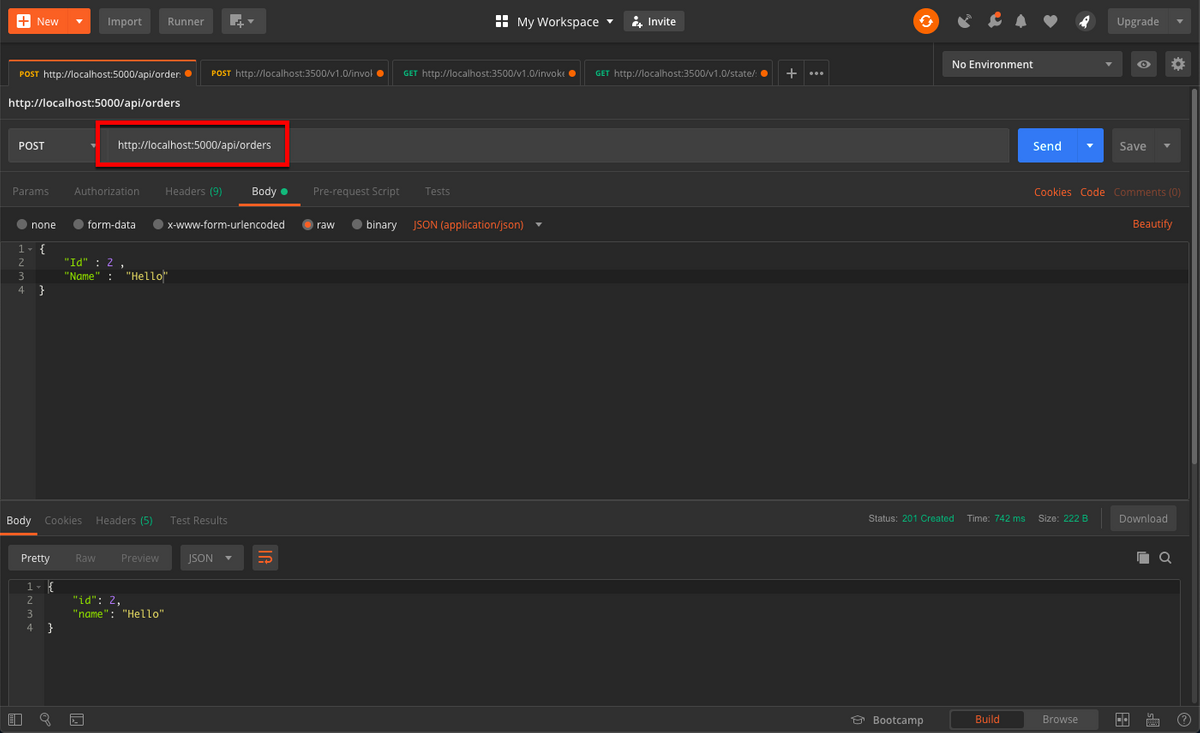 New Import Runner My Workspace Invite Upgrade
POST http://localhost:5000/api/order: POST http://localhost:3500/v1.0/invol GET http://localhost:3500/v1.0/invoke GET http://localhost:3500/v1.0/state/ + ••• No Environment
http://localhost:5000/api/orders
POST http://localhost:5000/api/orders Send Save
Params Authorization Headers (9) Body Pre-request Script Tests Cookies Code Comments (0)
none form-data x-www-form-urlencoded raw binary JSON (application/json) Beautify
1 {
2 "Id" : 2 ,
3 "Name" : "Hello"
4 }
Body Cookies Headers (5) Test Results Status: 201 Created Time: 742 ms Size: 222 B Download
Pretty Raw Preview JSON
1 {
2 "id": 2,
3 "name": "Hello"
4 }
Bootcamp Build Browse ?